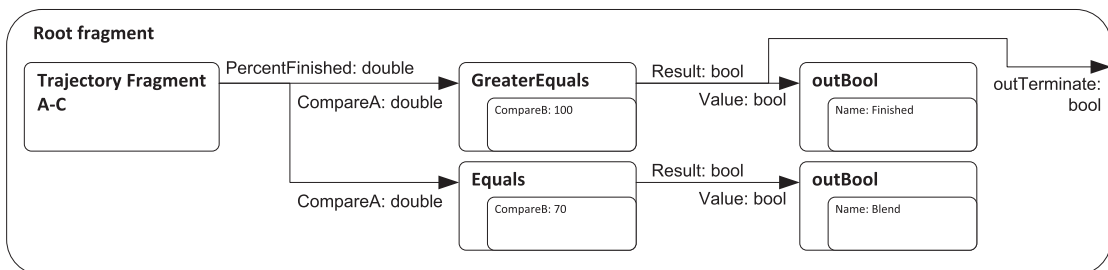 Root fragment
Trajectory Fragment
A-C
PercentFinished: double
CompareA: double
GreaterEquals
CompareB: 100
Result: bool
Value: bool
outBool
Name: Finished
outTerminate:
bool
CompareA: double
Equals
CompareB: 70
Result: bool
Value: bool
outBool
Name: Blend